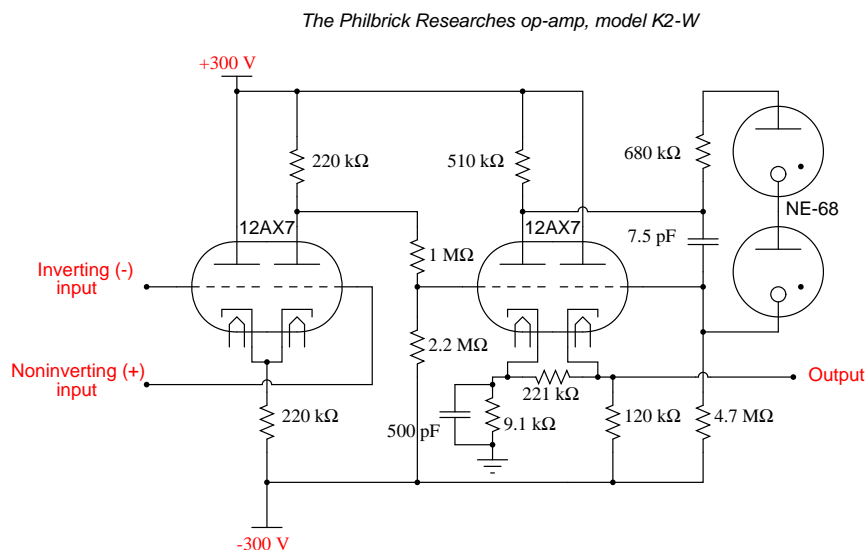 The Philbrick Researches op-amp, model K2-W
+300 V
220 kΩ
510 kΩ
680 kΩ
NE-68
12AX7
12AX7
7.5 pF
Inverting (-)
input
1 MΩ
2.2 MΩ
Noninverting (+)
input
Output
221 kΩ
220 kΩ
500 pF
9.1 kΩ
120 kΩ
4.7 MΩ
-300 V